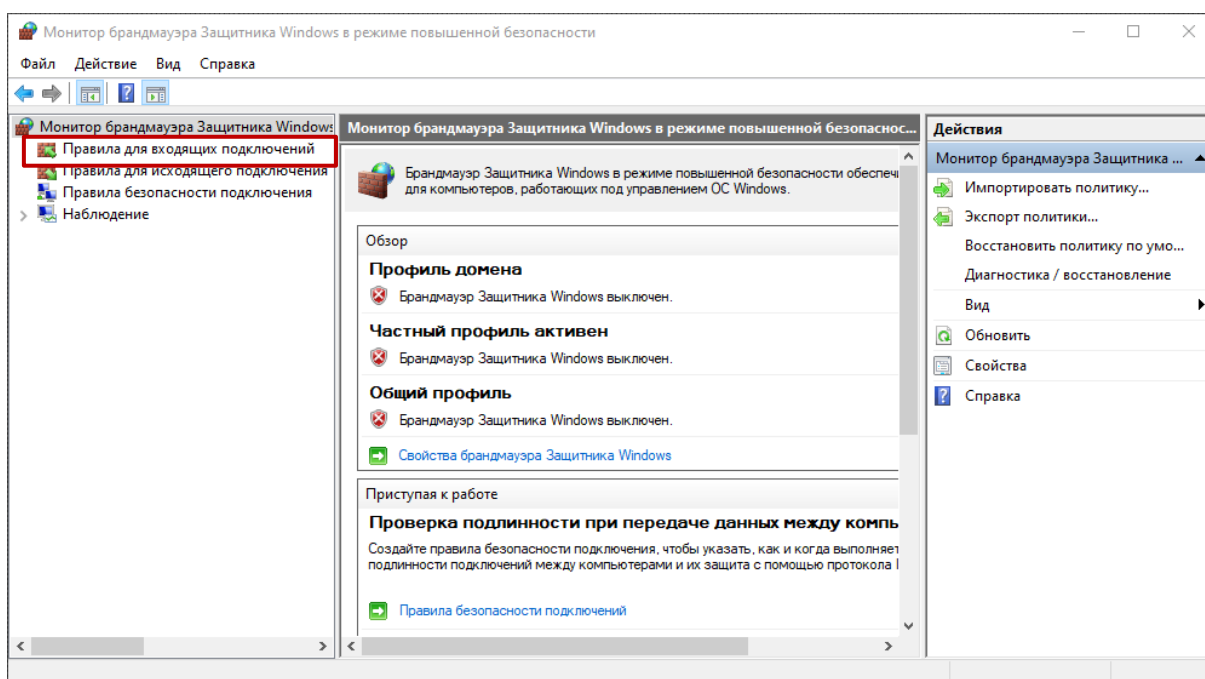 Монитор брандмауэра Защитника Windows в режиме повышенной безопасности
Файл Действие Вид Справка
Монитор брандмауэра Защитника Windows
Правила для входящих подключений
Правила для исходящего подключения
Правила безопасности подключения
Наблюдение
Монитор брандмауэра Защитника Windows в режиме повышенной безопаснос...
Брандмауэр Защитника Windows в режиме повышенной безопасности обеспечи
для компьютеров, работающих под управлением ОС Windows.
Обзор
Профиль домена
Брандмауэр Защитника Windows выключен.
Частный профиль активен
Брандмауэр Защитника Windows выключен.
Общий профиль
Брандмауэр Защитника Windows выключен.
Свойства брандмауэра Защитника Windows
Приступая к работе
Проверка подлинности при передаче данных между компь
Создайте правила безопасности подключения, чтобы указать, как и когда выполняет
подлинности подключений между компьютерами и их защита с помощью протокола I
Правила безопасности подключений
Действия
Монитор брандмауэра Защитника ...
Импортировать политику...
Экспорт политики...
Восстановить политику по умо...
Диагностика / восстановление
Вид
Обновить
Свойства
Справка